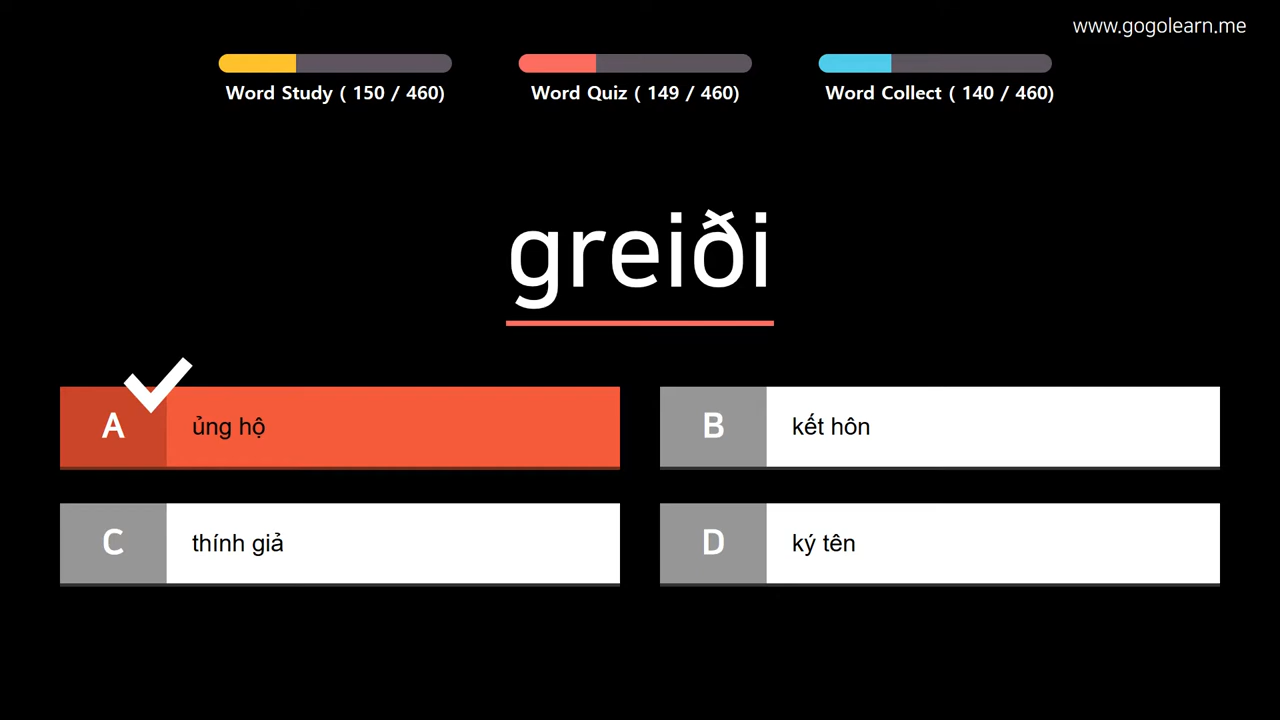 www.gogolearn.me
Word Study ( 150 / 460)
Word Quiz ( 149 / 460)
Word Collect ( 140 / 460)
greiði
A
ủng hộ
B
kết hôn
C
thính giả
D
ký tên